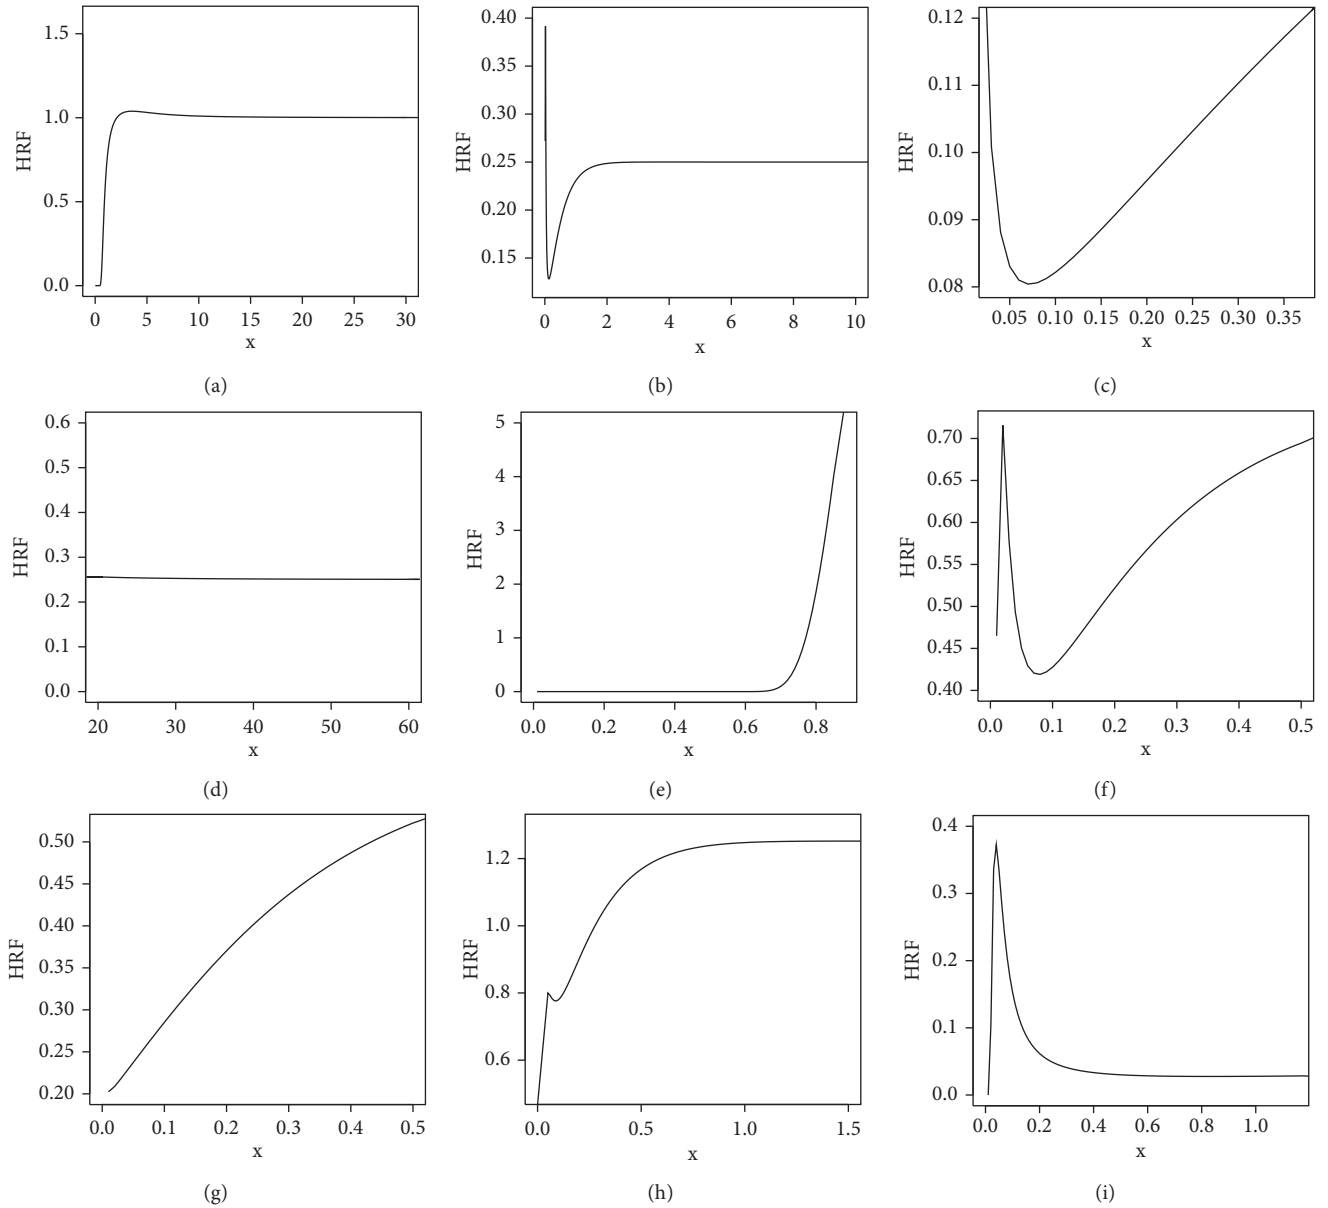 HRF
1.5
1.0
0.5
0.0
0 5 10 15 20 25 30
x
(a)
HRF
0.40
0.35
0.30
0.25
0.20
0.15
0 2 4 6 8 10
x
(b)
HRF
0.12
0.11
0.10
0.09
0.08
0.05 0.10 0.15 0.20 0.25 0.30 0.35
x
(c)
HRF
0.6
0.5
0.4
0.3
0.2
0.1
0.0
20 30 40 50 60
x
(d)
HRF
5
4
3
2
1
0
0.0 0.2 0.4 0.6 0.8
x
(e)
HRF
0.70
0.65
0.60
0.55
0.50
0.45
0.40
0.0 0.1 0.2 0.3 0.4 0.5
x
(f)
HRF
0.50
0.45
0.40
0.35
0.30
0.25
0.20
0.0 0.1 0.2 0.3 0.4 0.5
x
(g)
HRF
1.2
1.0
0.8
0.6
0.0 0.5 1.0 1.5
x
(h)
HRF
0.4
0.3
0.2
0.1
0.0
0.0 0.2 0.4 0.6 0.8 1.0
x
(i)